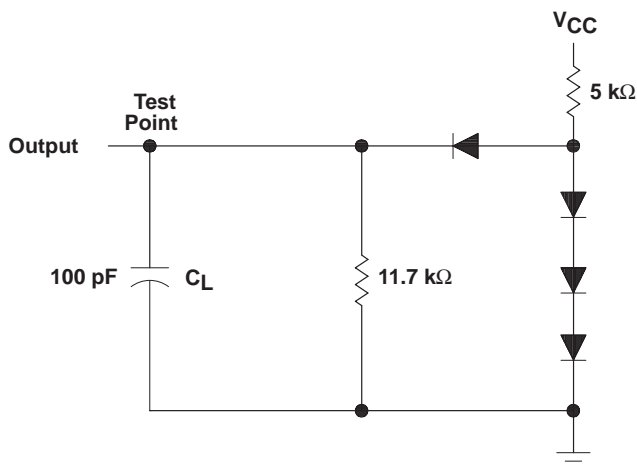 VCC
5 kΩ
Test
Point
Output
100 pF
CL
11.7 kΩ